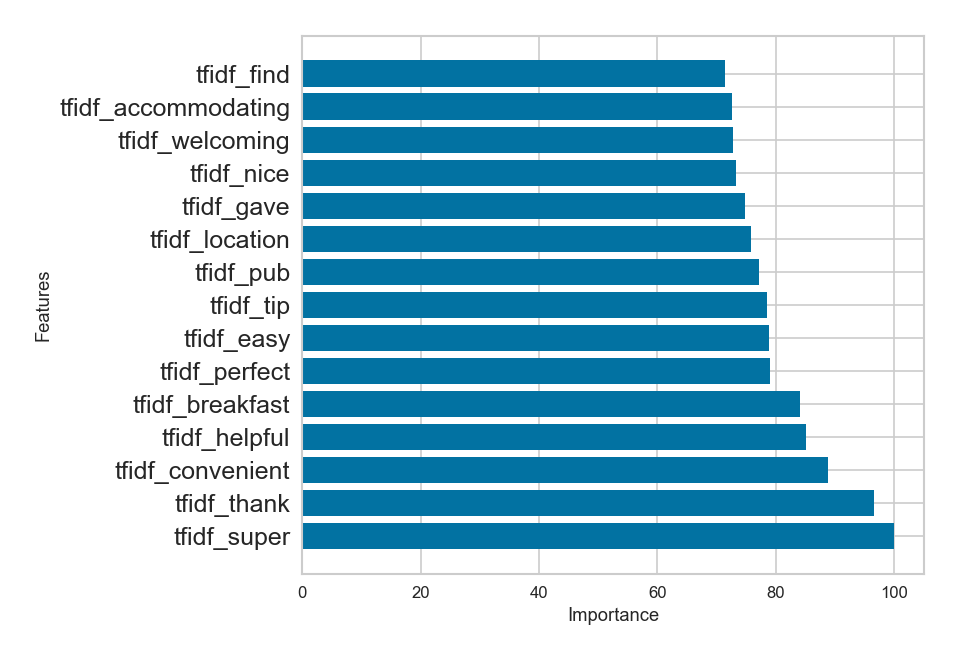 tfidf_find
tfidf_accommodating
tfidf_welcoming
tfidf_nice
tfidf_gave
tfidf_location
tfidf_pub
tfidf_tip
tfidf_easy
tfidf_perfect
tfidf_breakfast
tfidf_helpful
tfidf_convenient
tfidf_thank
tfidf_super
Features
0 20 40 60 80 100
Importance